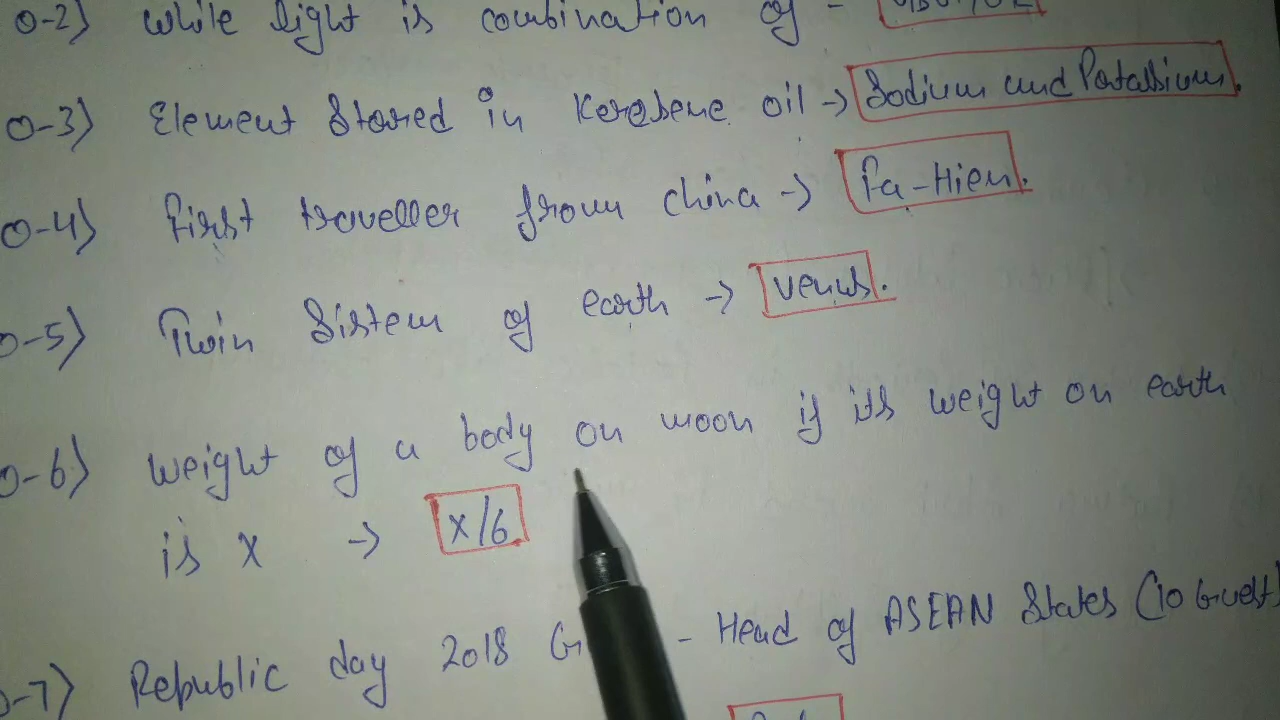 Q-2) While light is combination of - VIBGYOR
Q-3) Element Stored in Kerosene oil → Sodium and Potassium.
Q-4) First traveller from china → Fa-Hien.
Q-5) Twin Sistem of earth → Venus.
Q-6) Weight of a body on moon if its weight on earth
is x → x/6
Q-7) Republic day 2018 - Head of ASEAN States (10 Guest)